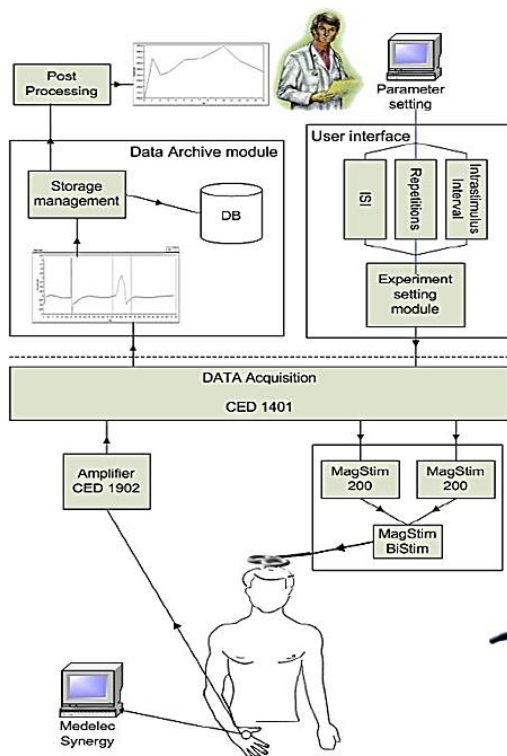 Post
Processing
Parameter
setting
Data Archive module
User interface
Storage
management
DB
ISI
Repetitions
Intrastimulus
Interval
Experiment
setting
module
DATA Acquisition
CED 1401
Amplifier
CED 1902
MagStim
200
MagStim
200
MagStim
BiStim
Medelec
Synergy